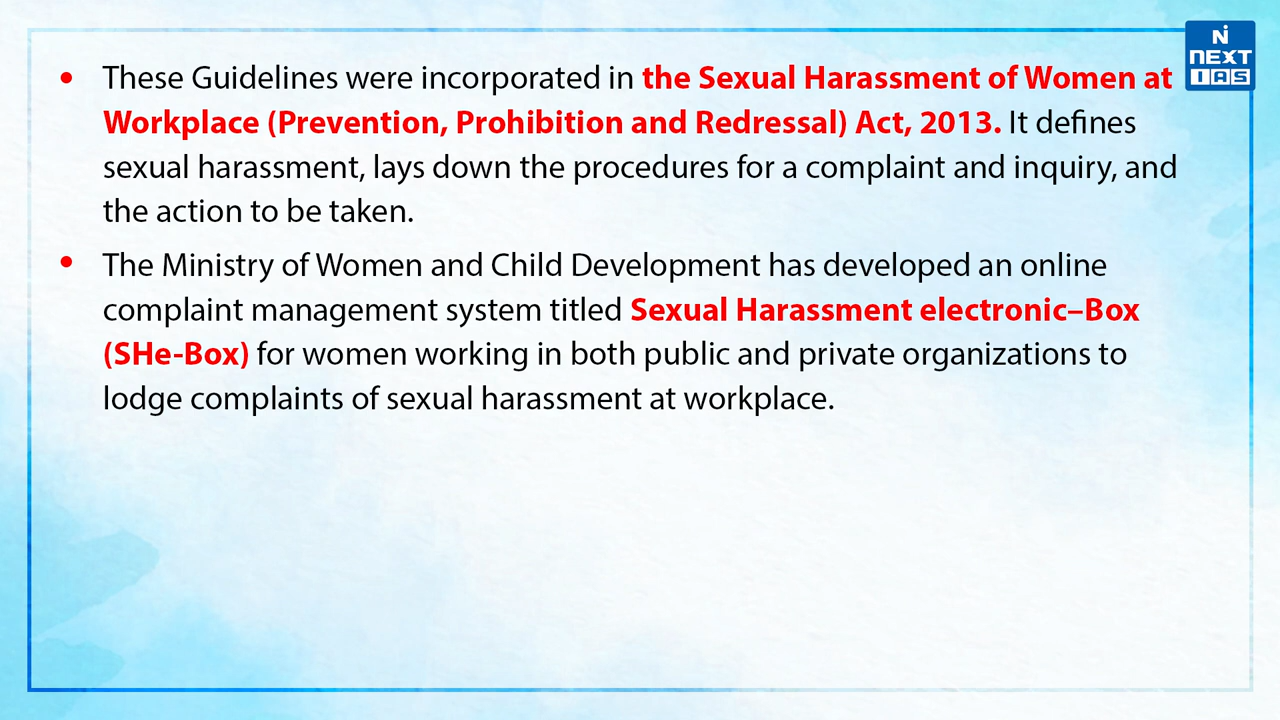 NEXT
IAS
• These Guidelines were incorporated in the Sexual Harassment of Women at
Workplace (Prevention, Prohibition and Redressal) Act, 2013. It defines
sexual harassment, lays down the procedures for a complaint and inquiry, and
the action to be taken.
• The Ministry of Women and Child Development has developed an online
complaint management system titled Sexual Harassment electronic–Box
(SHe-Box) for women working in both public and private organizations to
lodge complaints of sexual harassment at workplace.